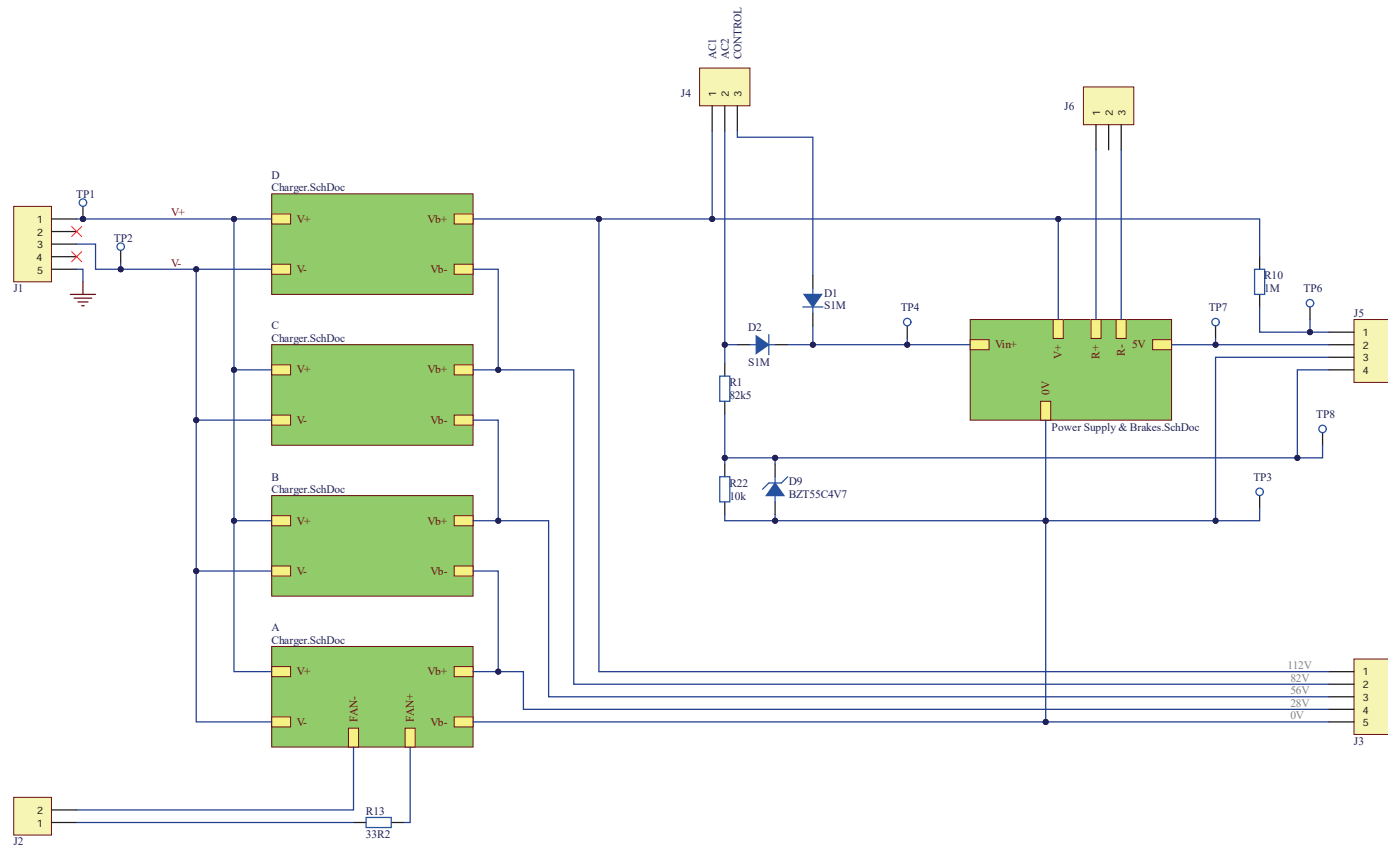 AC1
AC2
CONTROL
J4
1
2
3
J6
1
2
3
TP1
V+
TP2
V-
1
2
3
4
5
J1
D
Charger.SchDoc
V+
Vb+
V-
Vb-
C
Charger.SchDoc
V+
Vb+
V-
Vb-
B
Charger.SchDoc
V+
Vb+
V-
Vb-
A
Charger.SchDoc
V+
Vb+
V-
Vb-
FAN-
FAN+
2
1
J2
R13
33R2
D1
S1M
D2
S1M
TP4
R1
82k5
R22
10k
D9
BZT55C4V7
Vin+
V+
R+
R-
5V
0V
Power Supply & Brakes.SchDoc
TP7
R10
1M
TP6
J5
1
2
3
4
TP8
TP3
112V
82V
56V
28V
0V
1
2
3
4
5
J3